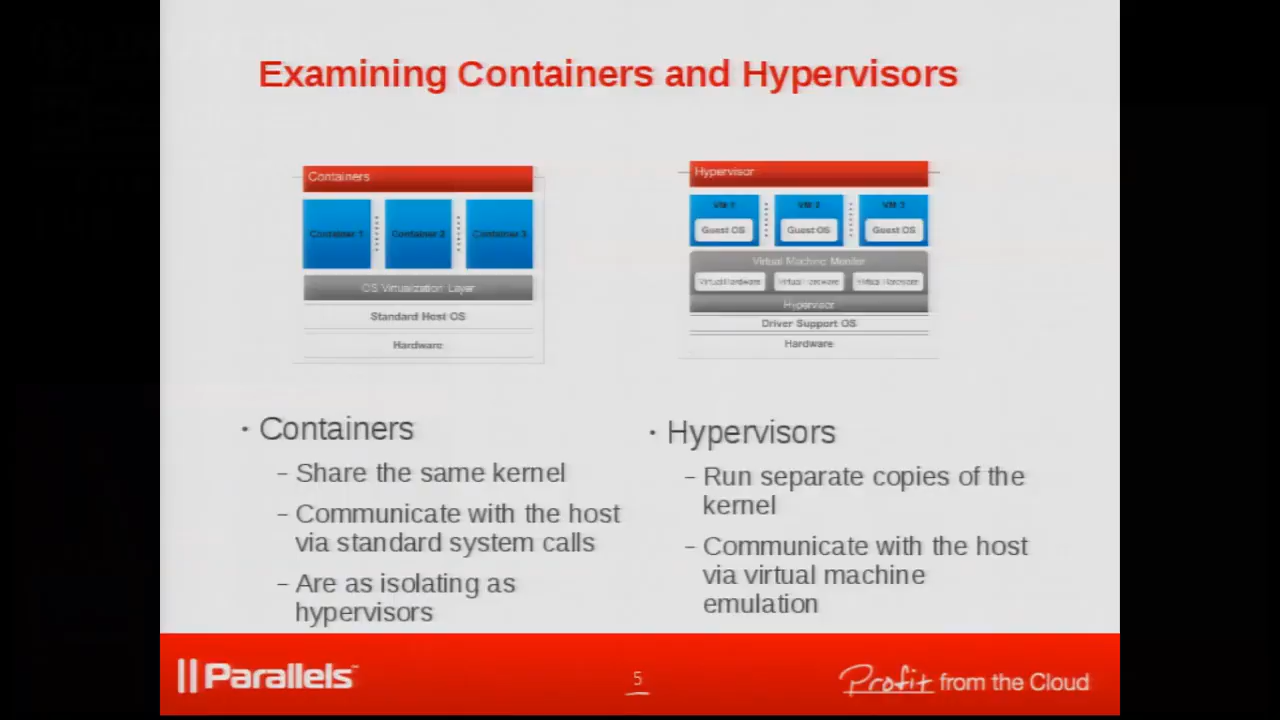 Examining Containers and Hypervisors
Containers
Container 1
Container 2
Container 3
OS Virtualization Layer
Standard Host OS
Hardware
Hypervisor
VM 1
VM 2
VM 3
Guest OS
Guest OS
Guest OS
Virtual Machine Monitor
Virtual Hardware
Virtual Hardware
Virtual Hardware
Hypervisor
Driver Support OS
Hardware
· Containers
– Share the same kernel
– Communicate with the host
via standard system calls
– Are as isolating as
hypervisors
· Hypervisors
– Run separate copies of the
kernel
– Communicate with the host
via virtual machine
emulation
Parallels™
5
Profit from the Cloud